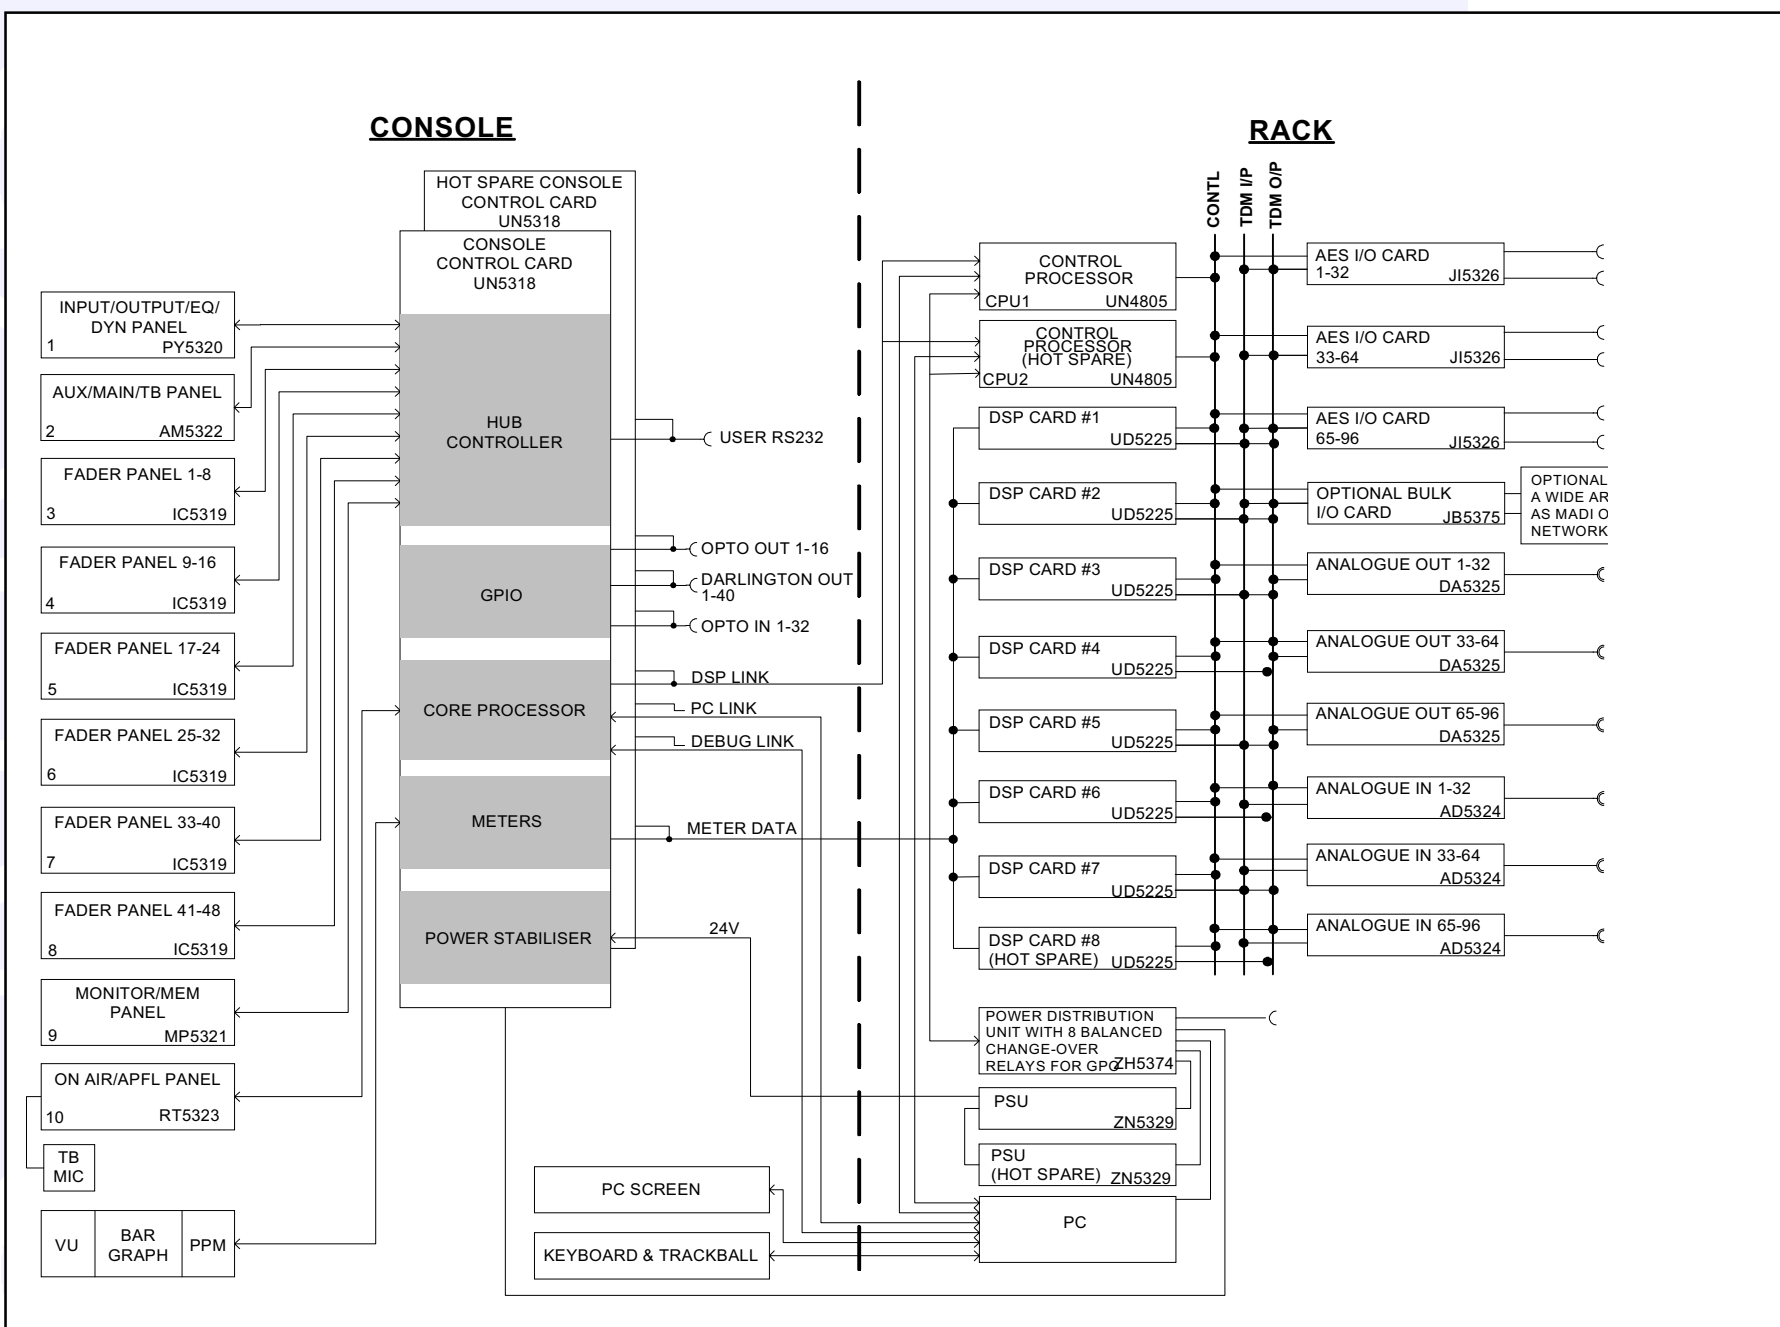 CONSOLE
RACK
HOT SPARE CONSOLE
CONTROL CARD
UN5318
CONSOLE
CONTROL CARD
UN5318
INPUT/OUTPUT/EQ/
DYN PANEL
1 PY5320
AUX/MAIN/TB PANEL
2 AM5322
FADER PANEL 1-8
3 IC5319
FADER PANEL 9-16
4 IC5319
FADER PANEL 17-24
5 IC5319
FADER PANEL 25-32
6 IC5319
FADER PANEL 33-40
7 IC5319
FADER PANEL 41-48
8 IC5319
MONITOR/MEM
PANEL
9 MP5321
ON AIR/APFL PANEL
10 RT5323
TB
MIC
VU
BAR
GRAPH
PPM
HUB
CONTROLLER
GPIO
CORE PROCESSOR
METERS
POWER STABILISER
USER RS232
OPTO OUT 1-16
DARLINGTON OUT
1-40
OPTO IN 1-32
DSP LINK
PC LINK
DEBUG LINK
METER DATA
24V
PC SCREEN
KEYBOARD & TRACKBALL
CONTL
TDM I/P
TDM O/P
CONTROL
PROCESSOR
CPU1 UN4805
CONTROL
PROCESSOR
(HOT SPARE)
CPU2 UN4805
DSP CARD #1
UD5225
DSP CARD #2
UD5225
DSP CARD #3
UD5225
DSP CARD #4
UD5225
DSP CARD #5
UD5225
DSP CARD #6
UD5225
DSP CARD #7
UD5225
DSP CARD #8
(HOT SPARE) UD5225
POWER DISTRIBUTION
UNIT WITH 8 BALANCED
CHANGE-OVER
RELAYS FOR GPO ZH5374
PSU
ZN5329
PSU
(HOT SPARE) ZN5329
PC
AES I/O CARD
1-32 JI5326
AES I/O CARD
33-64 JI5326
AES I/O CARD
65-96 JI5326
OPTIONAL BULK
I/O CARD JB5375
OPTIONAL
A WIDE AR
AS MADI O
NETWORK
ANALOGUE OUT 1-32
DA5325
ANALOGUE OUT 33-64
DA5325
ANALOGUE OUT 65-96
DA5325
ANALOGUE IN 1-32
AD5324
ANALOGUE IN 33-64
AD5324
ANALOGUE IN 65-96
AD5324